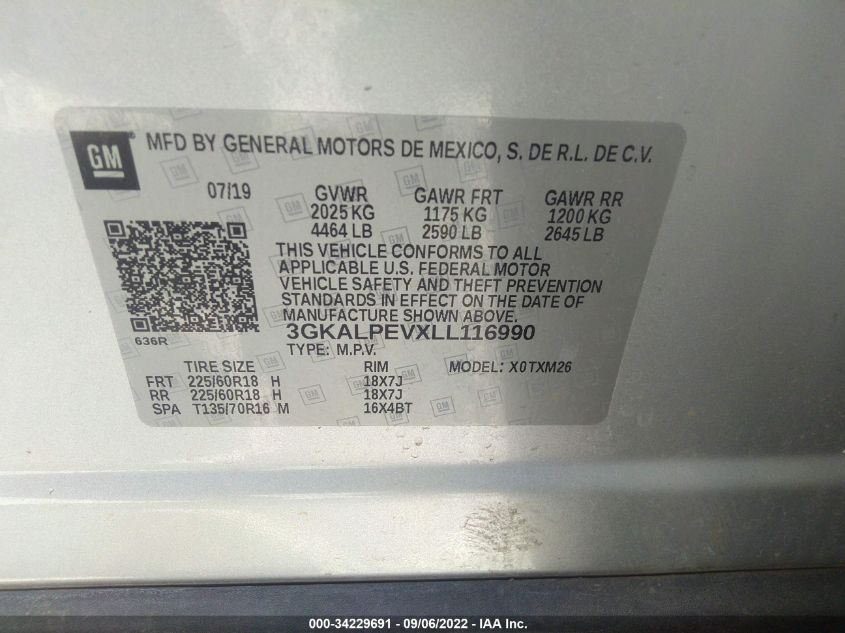 GM MFD BY GENERAL MOTORS DE MEXICO, S. DE R.L. DE C.V.
07/19 GVWR GAWR FRT GAWR RR
2025 KG 1175 KG 1200 KG
4464 LB 2590 LB 2645 LB
THIS VEHICLE CONFORMS TO ALL
APPLICABLE U.S. FEDERAL MOTOR
VEHICLE SAFETY AND THEFT PREVENTION
STANDARDS IN EFFECT ON THE DATE OF
MANUFACTURE SHOWN ABOVE.
636R 3GKALPEVXLL116990
TYPE: M.P.V.
TIRE SIZE RIM MODEL: X0TXM26
FRT 225/60R18 H 18X7J
RR 225/60R18 H 18X7J
SPA T135/70R16 M 16X4BT
000-34229691 - 09/06/2022 - IAA Inc.